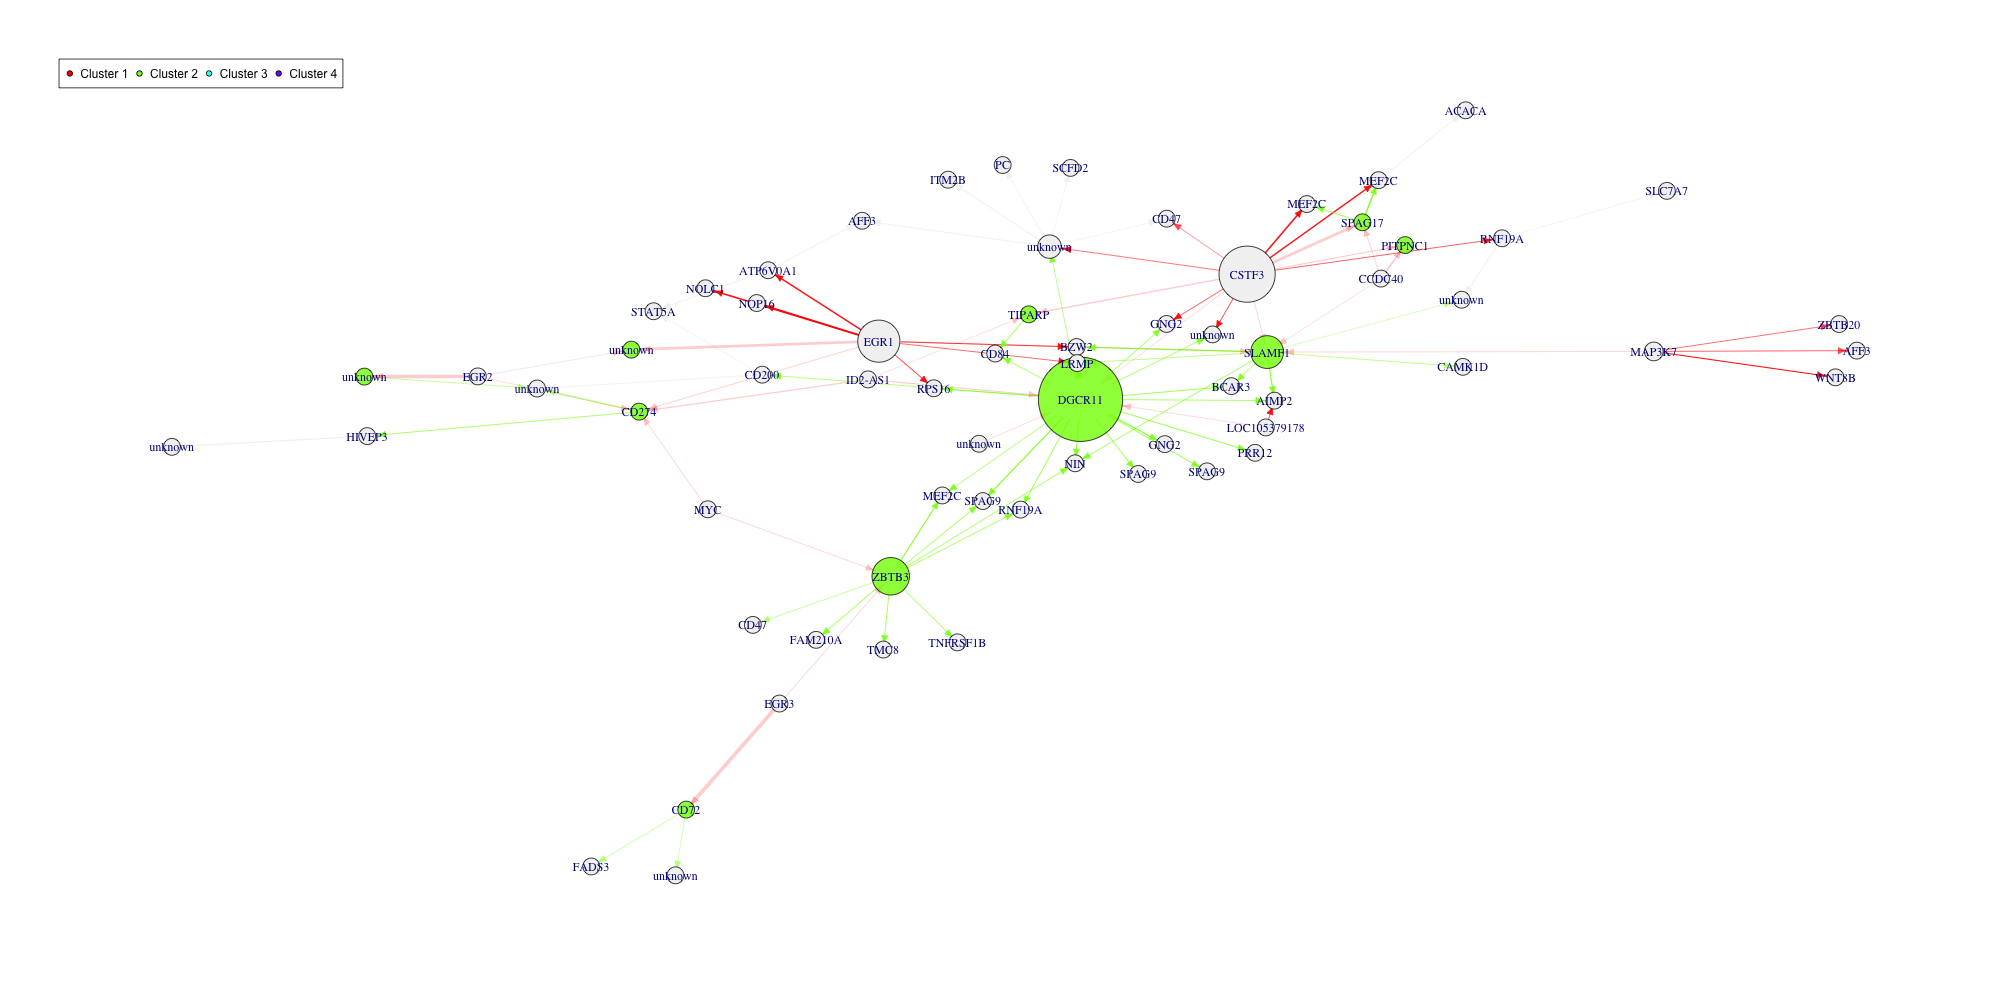 Cluster 1 Cluster 2 Cluster 3 Cluster 4
ACACA
PC
SCFD2
ITM2B
MEF2C
SLC7A7
MEF2C
AFF3
CD47
SPAG17
RNF19A
unknown
PITPNC1
ATP6V0A1
CSTF3
CCDC40
NOLC1
NOP16
unknown
STAT5A
TIPARP
GNG2
ZBTB20
unknown
EGR1
BZW2
unknown
CD84
SLAMF1
MAP3K7
AFF3
LRMP
CAMK1D
unknown
EGR2
CD200
ID2-AS1
WNT8B
unknown
RPS16
BCAR3
DGCR11
AIMP2
CD274
LOC105379178
HIVEP3
unknown
unknown
GNG2
PRR12
NIN
SPAG9
SPAG9
MEF2C
SPAG9
RNF19A
MYC
ZBTB3
CD47
FAM210A
TMC8
TNFRSF1B
EGR3
CD72
FADS3
unknown